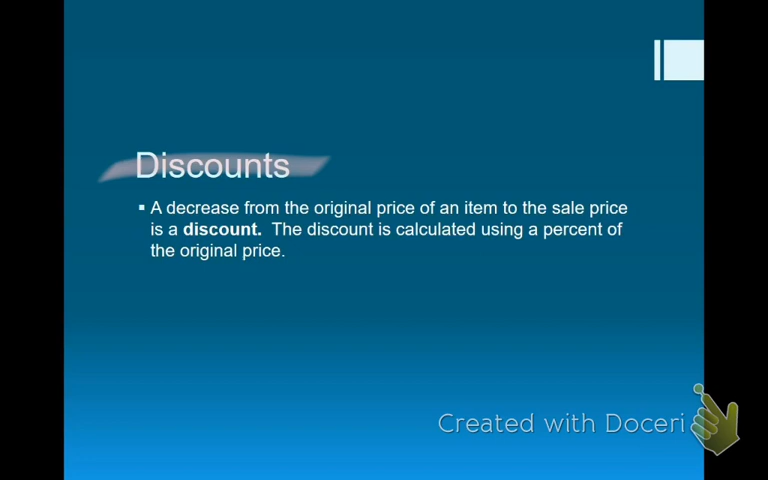 Discounts
▪ A decrease from the original price of an item to the sale price
is a discount.  The discount is calculated using a percent of
the original price.
Created with Doceri